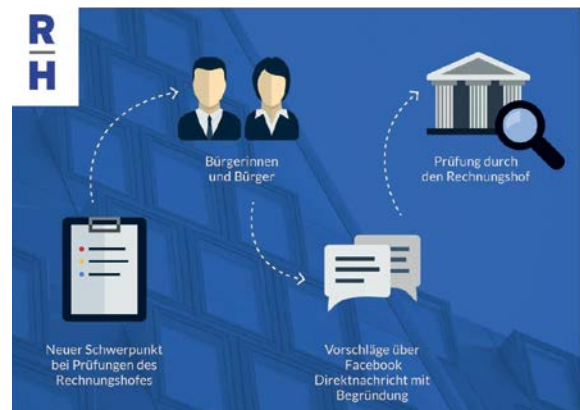 R
H
Neuer Schwerpunkt
bei Prüfungen des
Rechnungshofes
Bürgerinnen
und Bürger
Vorschläge über
Facebook
Direktnachricht mit
Begründung
Prüfung durch
den Rechnungshof